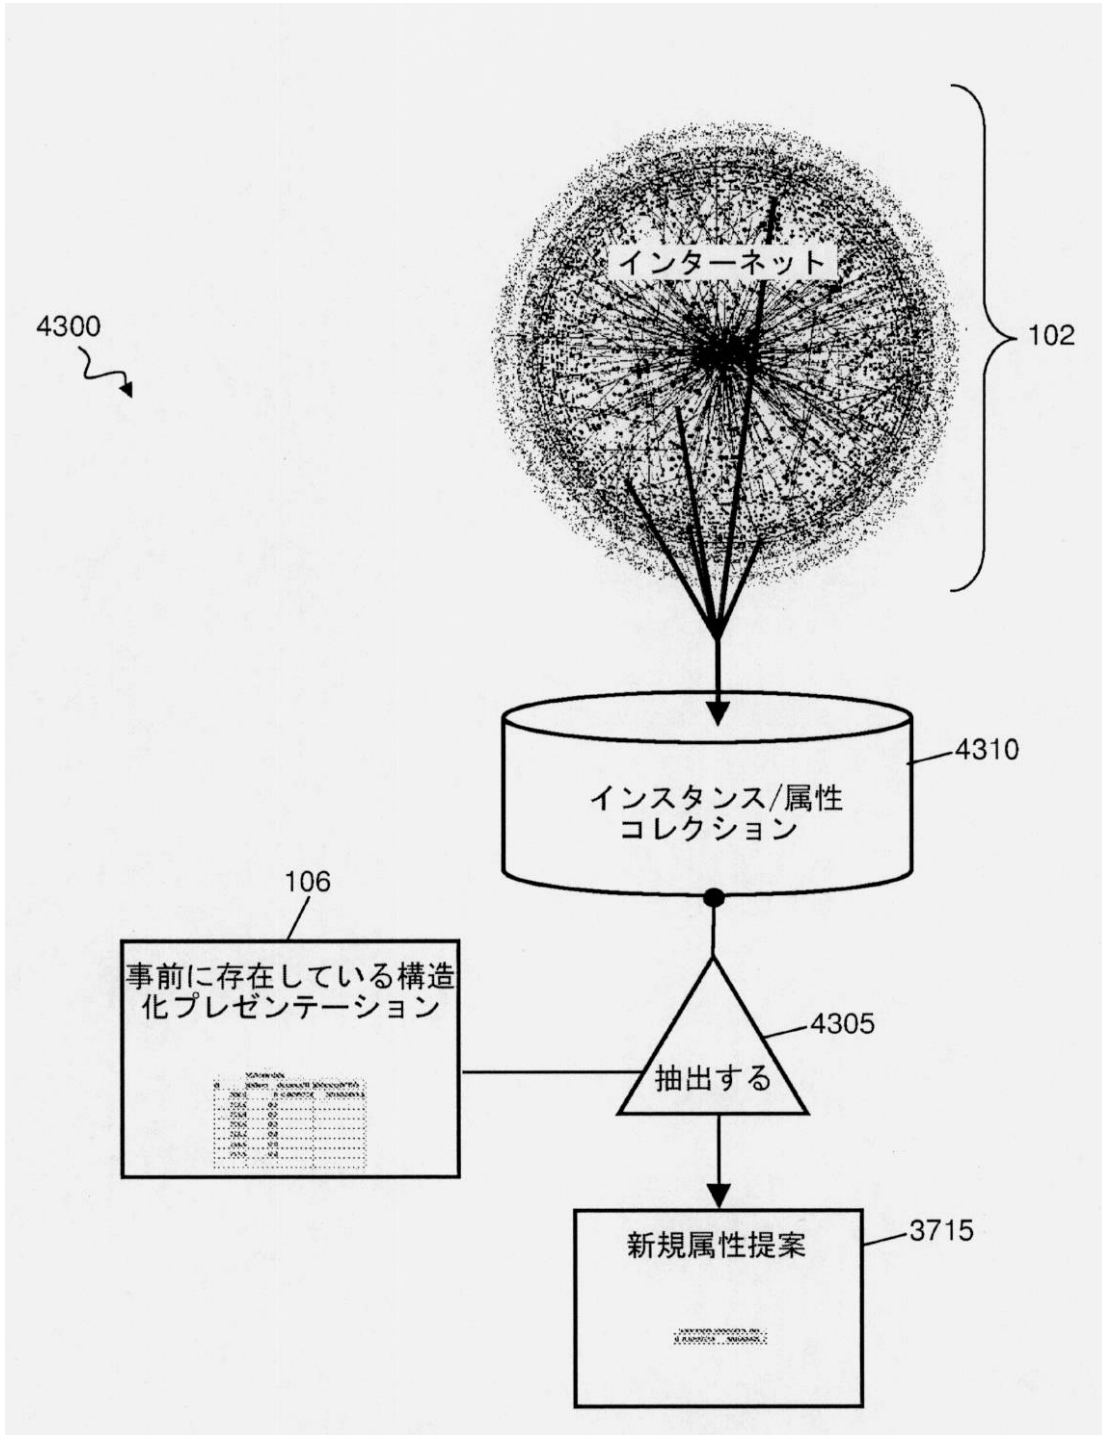 インターネット
4300
102
4310
インスタンス/属性
コレクション
106
事前に存在している構造
化プレゼンテーション
4305
抽出する
3715
新規属性提案